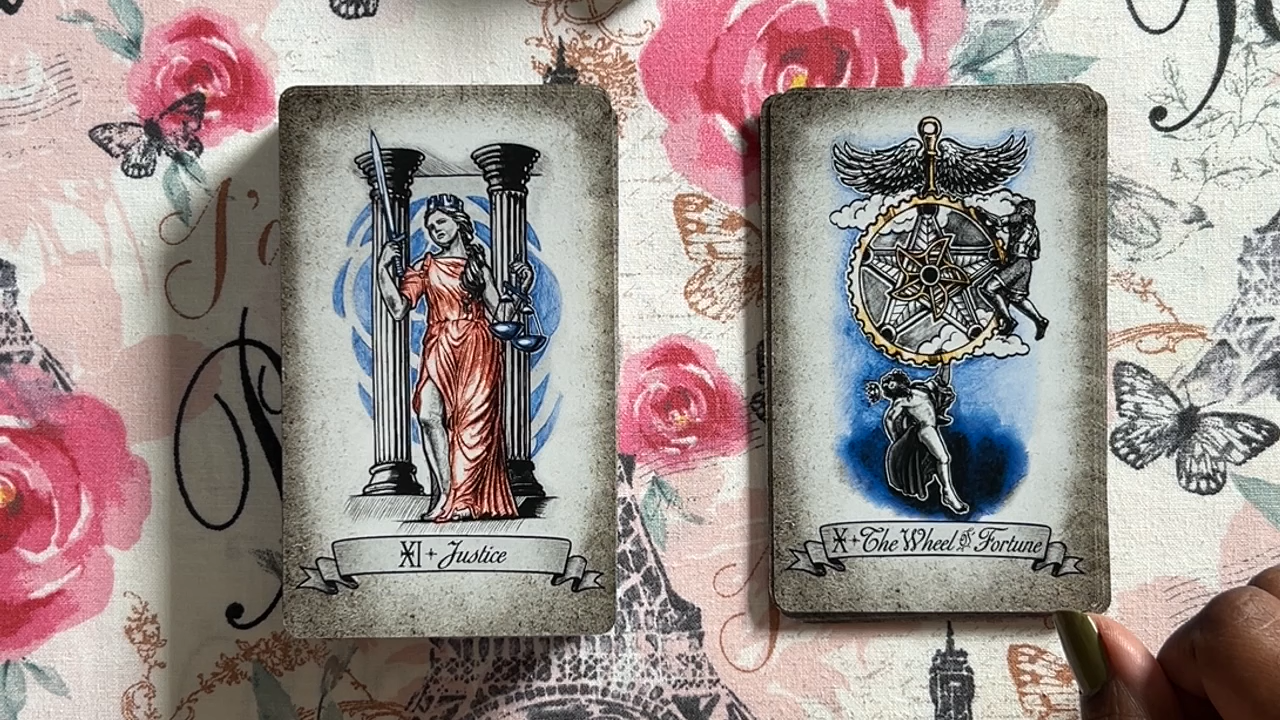 XI + Justice
X + The Wheel of Fortune